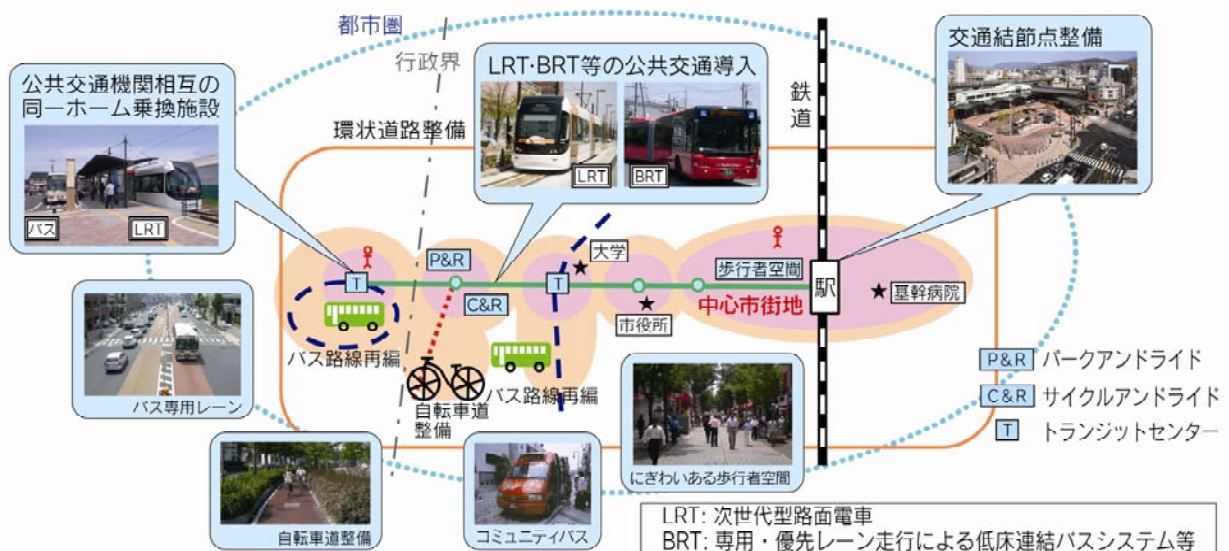 都市圏
行政界
公共交通機関相互の
同一ホーム乗換施設
バス
LRT
LRT・BRT等の公共交通導入
LRT
BRT
鉄道
交通結節点整備
環状道路整備
P&R
C&R
T
T
大学
歩行者空間
駅
中心市街地
市役所
基幹病院
バス路線再編
バス路線再編
自転車道
整備
バス専用レーン
自転車道整備
コミュニティバス
にぎわいある歩行者空間
P&R パークアンドライド
C&R サイクルアンドライド
T トランジットセンター
LRT: 次世代型路面電車
BRT: 専用・優先レーン走行による低床連結バスシステム等